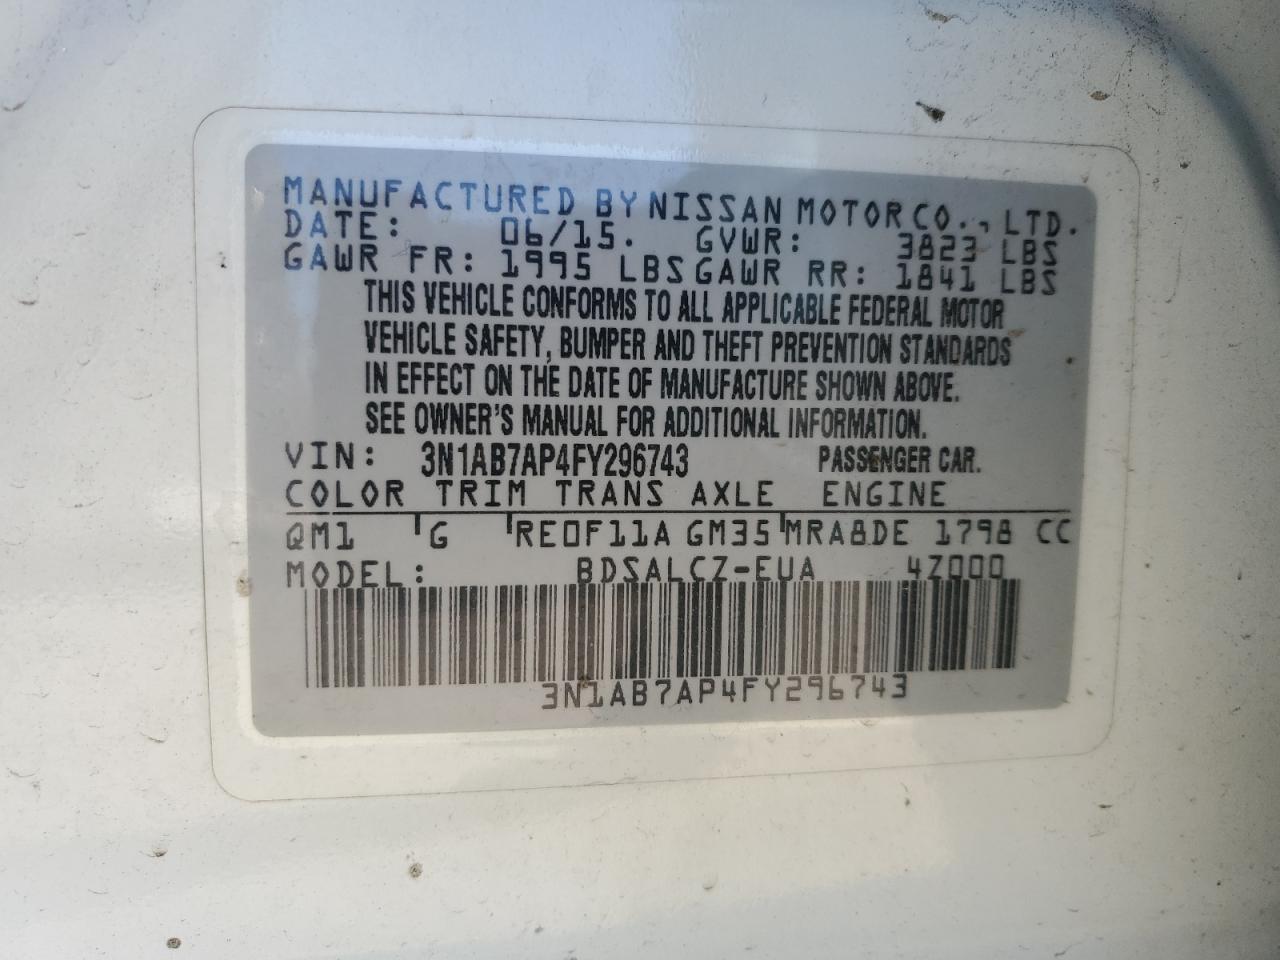 MANUFACTURED BY NISSAN MOTOR CO., LTD.
DATE: 06/15. GVWR: 3823 LBS
GAWR FR: 1995 LBS GAWR RR: 1841 LBS
THIS VEHICLE CONFORMS TO ALL APPLICABLE FEDERAL MOTOR
VEHICLE SAFETY, BUMPER AND THEFT PREVENTION STANDARDS
IN EFFECT ON THE DATE OF MANUFACTURE SHOWN ABOVE.
SEE OWNER'S MANUAL FOR ADDITIONAL INFORMATION.
VIN: 3N1AB7AP4FY296743 PASSENGER CAR.
COLOR TRIM TRANS AXLE ENGINE
QM1 G RE0F11A GM35 MRA8DE 1798 CC
MODEL: BDSALCZ-EUA 4Z000
3N1AB7AP4FY296743